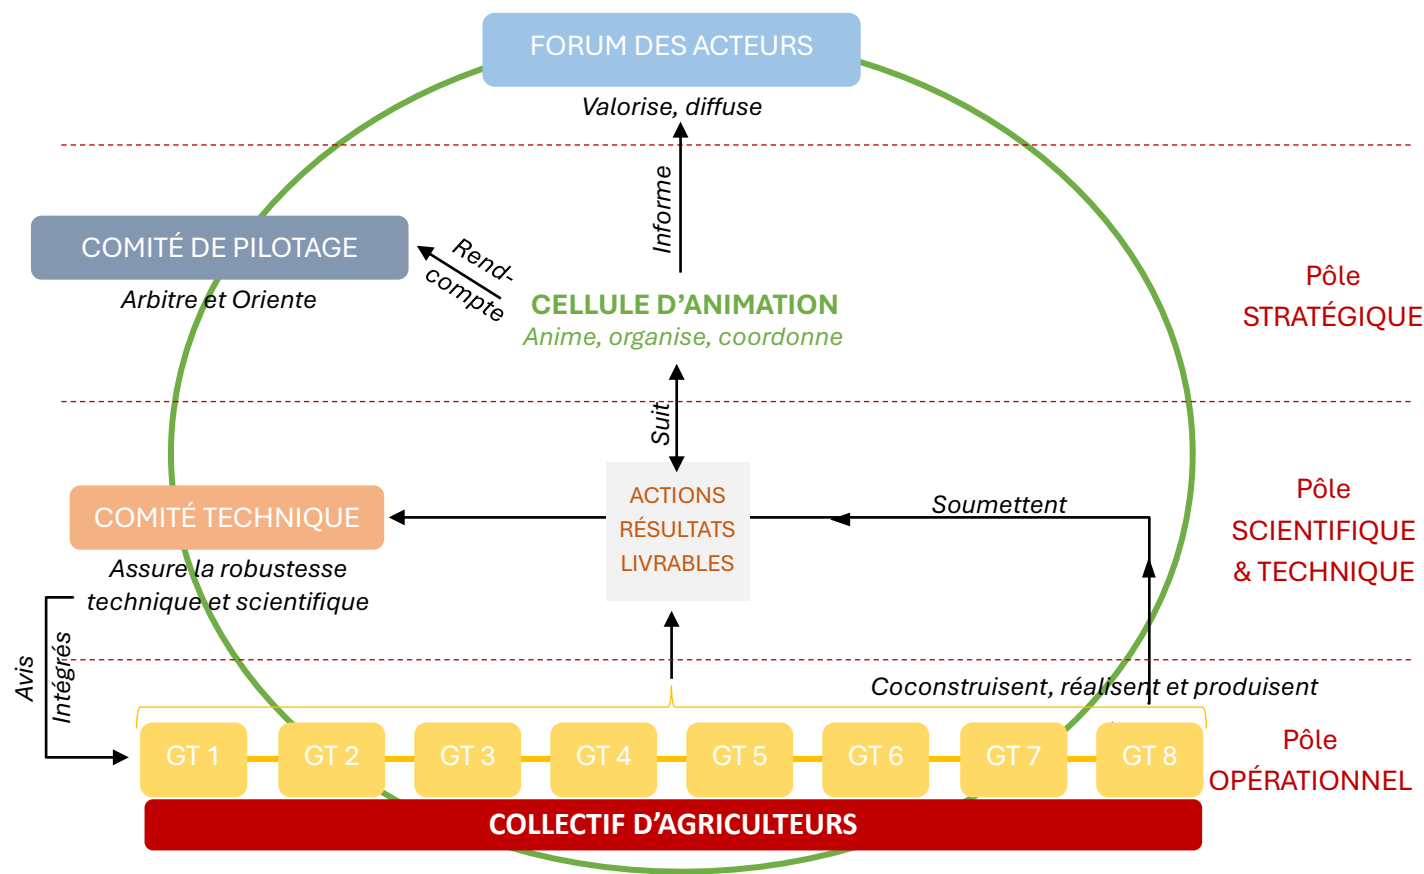 FORUM DES ACTEURS
Valorise, diffuse
Informe
COMITÉ DE PILOTAGE
Arbitre et Oriente
Rend-
compte
CELLULE D’ANIMATION
Anime, organise, coordonne
Pôle
STRATÉGIQUE
Suit
ACTIONS
RÉSULTATS
LIVRABLES
COMITÉ TECHNIQUE
Assure la robustesse
technique et scientifique
Soumettent
Pôle
SCIENTIFIQUE
& TECHNIQUE
Avis
Intégrés
Coconstruisent, réalisent et produisent
GT 1
GT 2
GT 3
GT 4
GT 5
GT 6
GT 7
GT 8
Pôle
OPÉRATIONNEL
COLLECTIF D’AGRICULTEURS